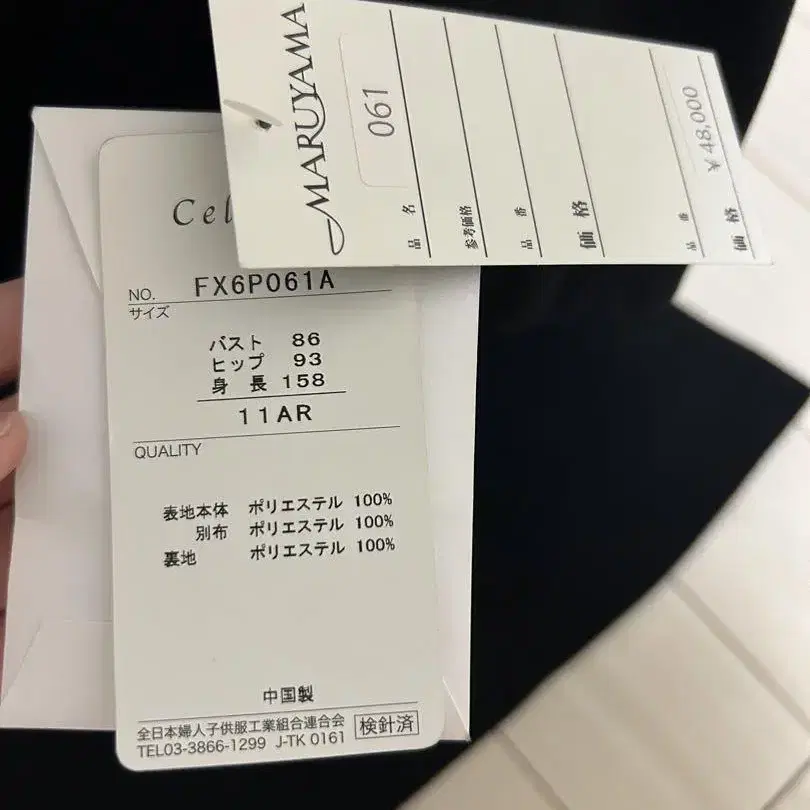 MARUYAMA
061
品名
参考価格
品番
価格
品番
¥48,000
価格
Cel
NO. FX6P061A
サイズ
バスト 86
ヒップ 93
身長 158
11AR
QUALITY
表地本体 ポリエステル 100%
別布 ポリエステル 100%
裏地 ポリエステル 100%
中国製
全日本婦人子供服工業組合連合会
TEL03-3866-1299 J-TK 0161
検針済